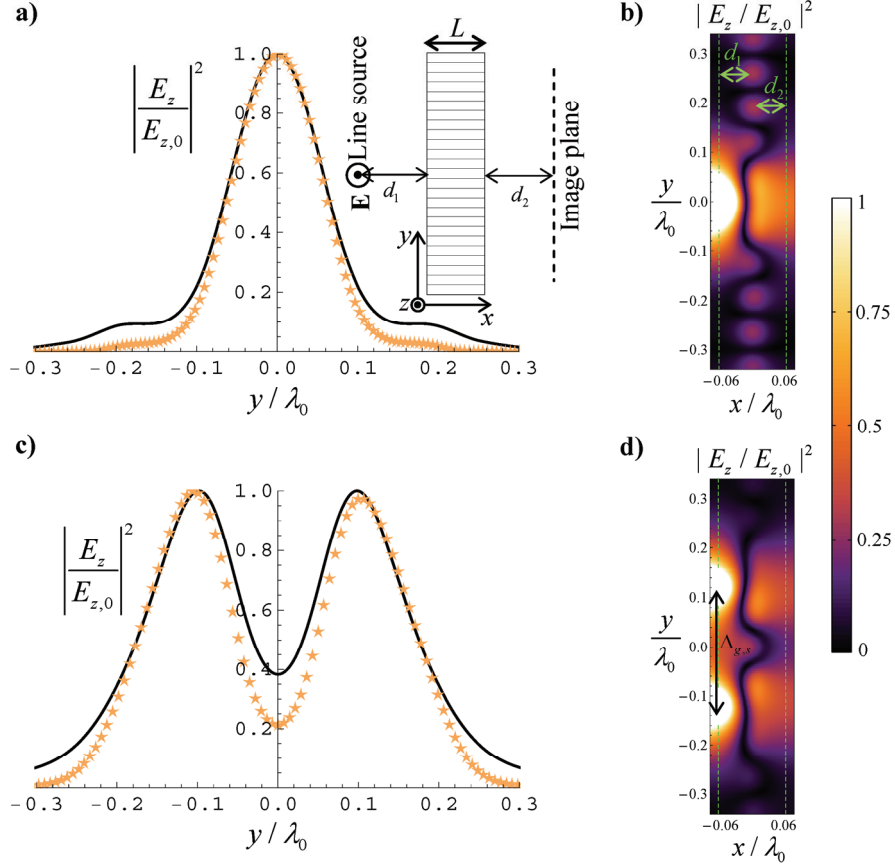 a)
|E_z / E_{z,0}|^2
1.0
0.8
0.6
0.4
0.2
−0.3 −0.2 −0.1 0.0 0.1 0.2 0.3
y / λ_0
L
Line source
E
d_1
d_2
Image plane
y
z
x
b)
| E_z / E_{z,0} |^2
d_1
d_2
0.3
0.2
0.1
0.0
−0.1
−0.2
−0.3
y / λ_0
−0.06 0.06
x / λ_0
1
0.75
0.5
0.25
0
c)
|E_z / E_{z,0}|^2
1.0
0.8
0.6
0.4
0.2
−0.3 −0.2 −0.1 0.0 0.1 0.2 0.3
y / λ_0
d)
| E_z / E_{z,0} |^2
0.3
0.2
0.1
0.0
−0.1
−0.2
−0.3
y / λ_0
Λ_{g,s}
−0.06 0.06
x / λ_0